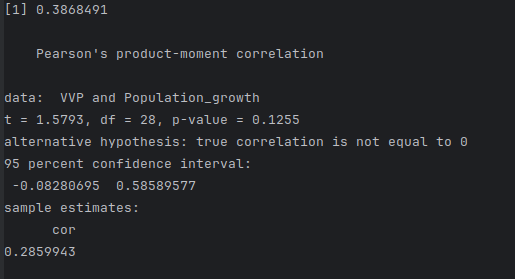 [1] 0.3868491
Pearson's product-moment correlation
data:  VVP and Population_growth
t = 1.5793, df = 28, p-value = 0.1255
alternative hypothesis: true correlation is not equal to 0
95 percent confidence interval:
-0.08280695  0.58589577
sample estimates:
cor
0.2859943